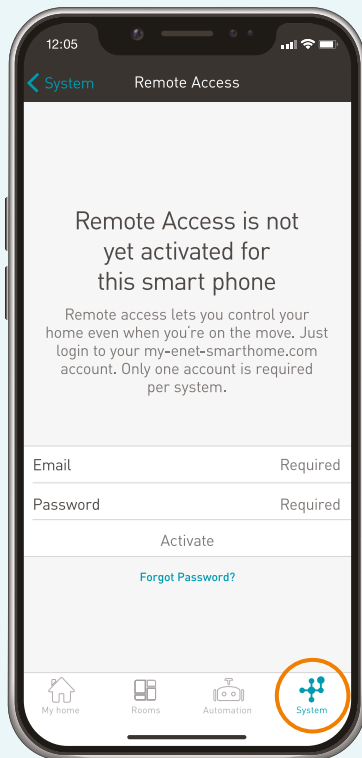 12:05
System Remote Access
Remote Access is not
yet activated for
this smart phone
Remote access lets you control your
home even when you're on the move. Just
login to your my-enet-smarthome.com
account. Only one account is required
per system.
Email Required
Password Required
Activate
Forgot Password?
My home Rooms Automation System